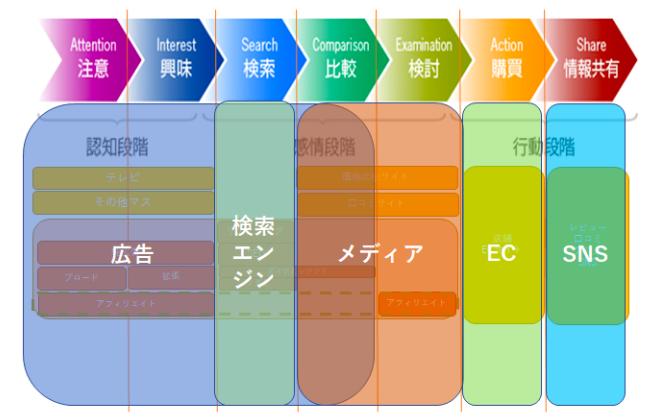 Attention
Interest
Search
Comparison
Examination
Action
Share
注意
興味
検索
比較
検討
購買
情報共有
認知段階
感情段階
行動段階
テレビ
価格比較サイト
その他マス
口コミサイト
広告
検索
エン
ジン
メディア
EC
SNS
レビュー
口コミ
ブロード
拡張
アフィリエイト
アフィリエイト